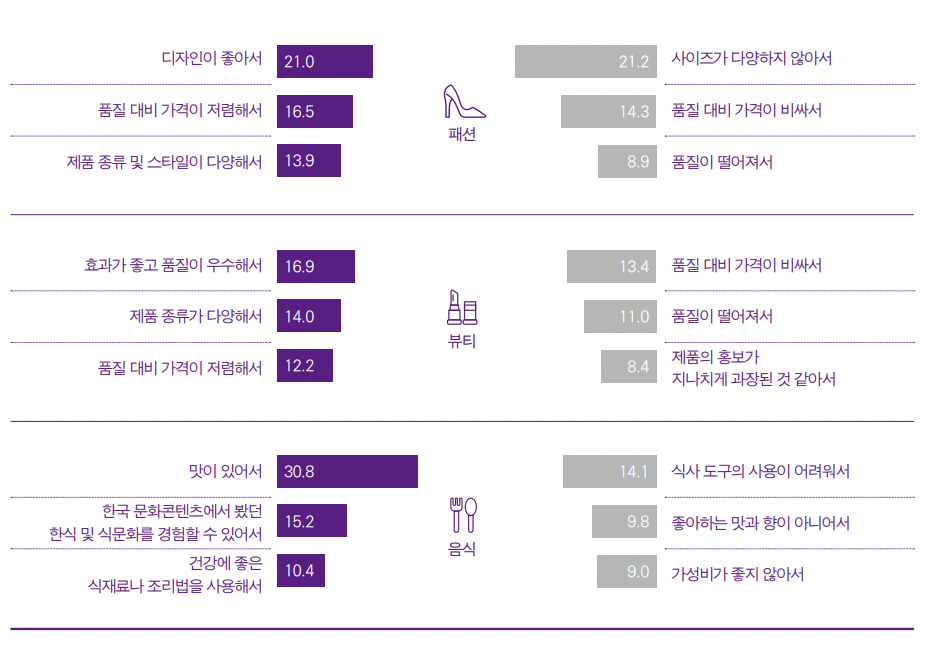 디자인이 좋아서 21.0 21.2 사이즈가 다양하지 않아서
품질 대비 가격이 저렴해서 16.5 14.3 품질 대비 가격이 비싸서
패션
제품 종류 및 스타일이 다양해서 13.9 8.9 품질이 떨어져서
효과가 좋고 품질이 우수해서 16.9 13.4 품질 대비 가격이 비싸서
제품 종류가 다양해서 14.0 11.0 품질이 떨어져서
뷰티
품질 대비 가격이 저렴해서 12.2 8.4 제품의 홍보가
지나치게 과장된 것 같아서
맛이 있어서 30.8 14.1 식사 도구의 사용이 어려워서
한국 문화콘텐츠에서 봤던
한식 및 식문화를 경험할 수 있어서 15.2 9.8 좋아하는 맛과 향이 아니어서
음식
건강에 좋은
식재료나 조리법을 사용해서 10.4 9.0 가성비가 좋지 않아서